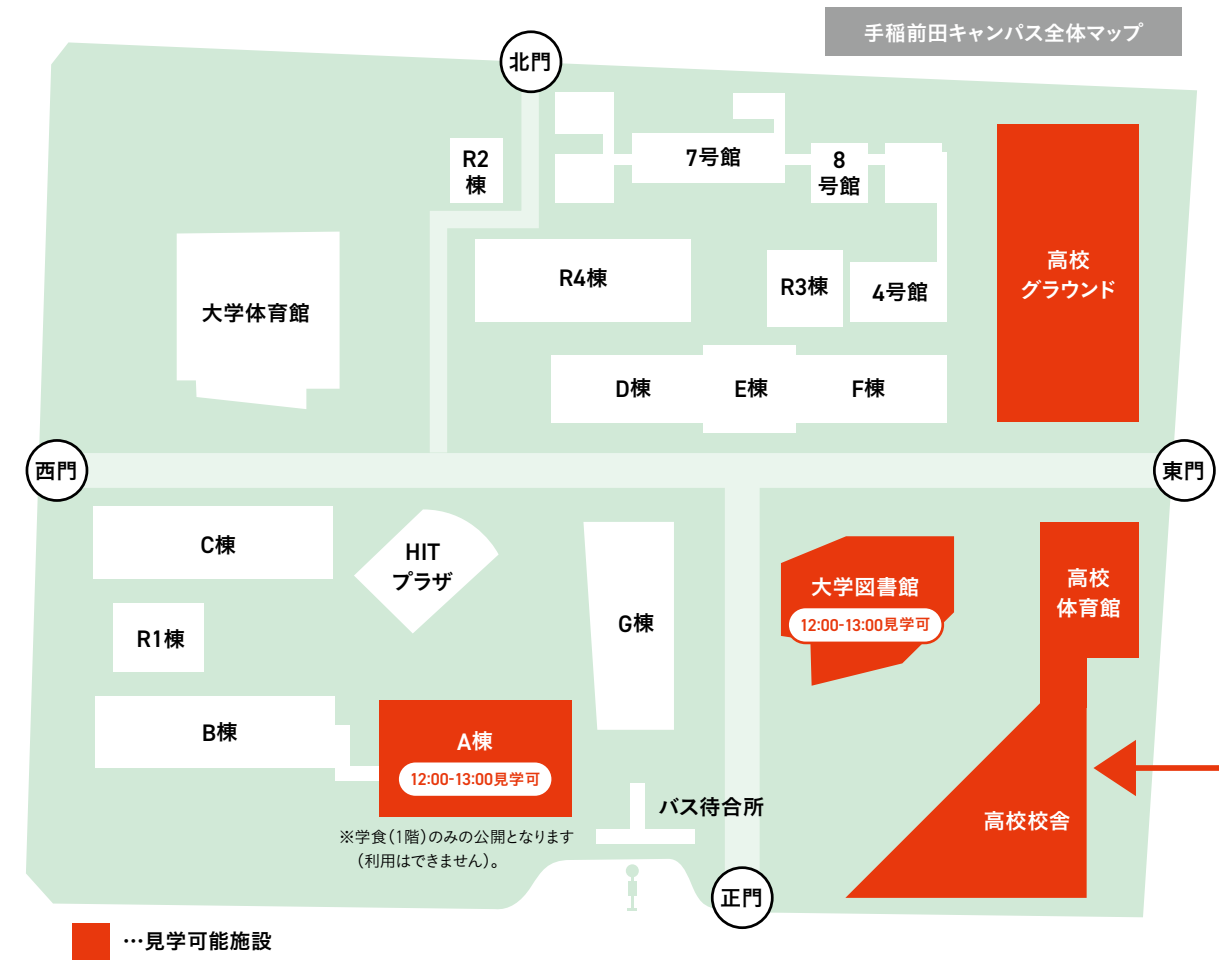 手稲前田キャンパス全体マップ
北門
R2
棟
7号館
8
号館
高校
グラウンド
大学体育館
R4棟
R3棟
4号館
D棟
E棟
F棟
西門
東門
C棟
HIT
プラザ
R1棟
G棟
大学図書館
12:00-13:00見学可
高校
体育館
B棟
A棟
12:00-13:00見学可
※学食(1階)のみの公開となります
(利用はできません)。
バス待合所
高校校舎
正門
…見学可能施設